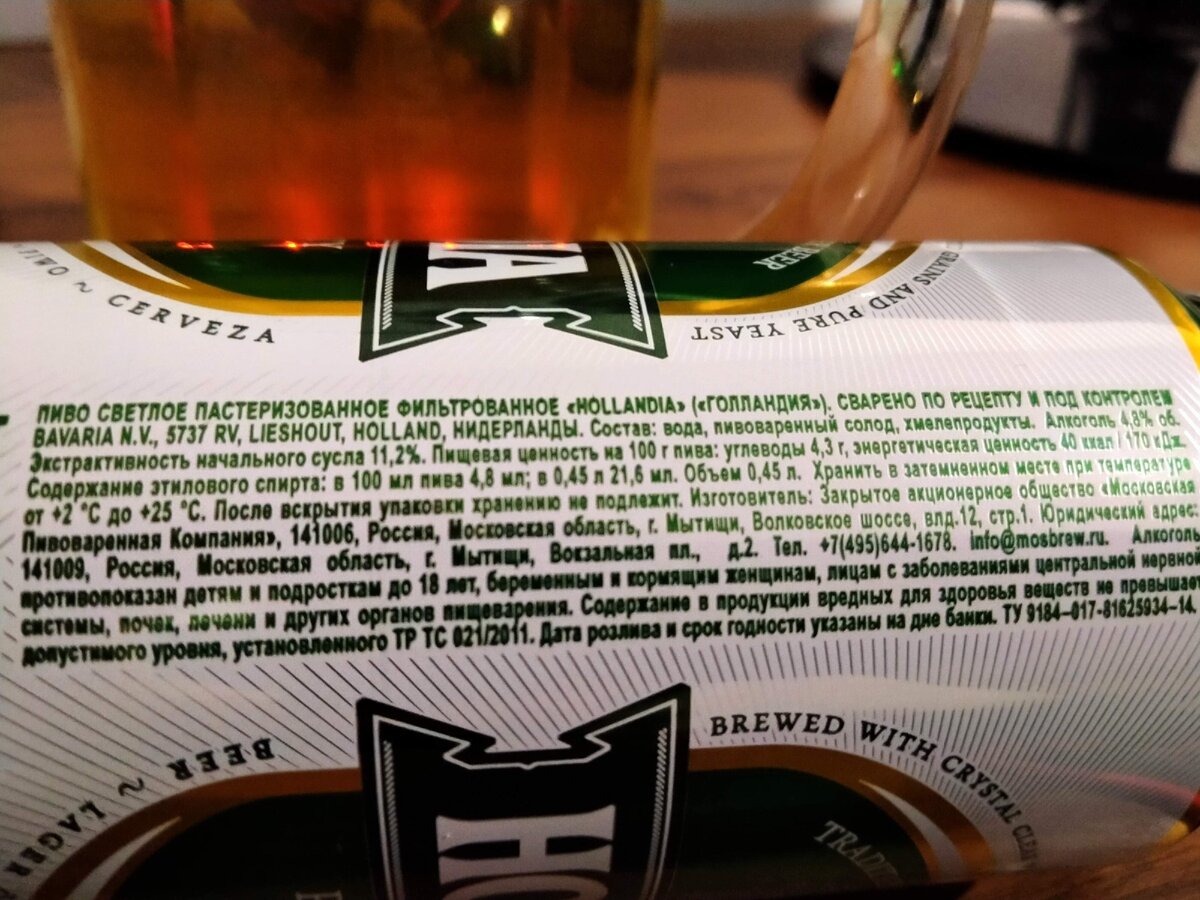 PIWO ~ CERVEZA
BEER
GRAINS AND PURE YEAST
ПИВО СВЕТЛОЕ ПАСТЕРИЗОВАННОЕ ФИЛЬТРОВАННОЕ «HOLLANDIA» («ГОЛЛАНДИЯ»). СВАРЕНО ПО РЕЦЕПТУ И ПОД КОНТРОЛЕМ
BAVARIA N.V., 5737 RV, LIESHOUT, HOLLAND, НИДЕРЛАНДЫ. Состав: вода, пивоваренный солод, хмелепродукты. Алкоголь 4,8% об.
Экстрактивность начального сусла 11,2%. Пищевая ценность на 100 г пива: углеводы 4,3 г, энергетическая ценность 40 ккал / 170 кДж.
Содержание этилового спирта: в 100 мл пива 4,8 мл; в 0,45 л 21,6 мл. Объем 0,45 л. Хранить в затемненном месте при температуре
от +2 °C до +25 °C. После вскрытия упаковки хранению не подлежит. Изготовитель: Закрытое акционерное общество «Московская
Пивоваренная Компания», 141006, Россия, Московская область, г. Мытищи, Волковское шоссе, влд.12, стр.1. Юридический адрес:
141009, Россия, Московская область, г. Мытищи, Вокзальная пл., д.2. Тел. +7(495)644-1678. info@mosbrew.ru. Алкоголь
противопоказан детям и подросткам до 18 лет, беременным и кормящим женщинам, лицам с заболеваниями центральной нервной
системы, почек, печени и других органов пищеварения. Содержание в продукции вредных для здоровья веществ не превышает
допустимого уровня, установленного ТР ТС 021/2011. Дата розлива и срок годности указаны на дне банки. ТУ 9184-017-81625934-14.
BEER ~ LAGER
BREWED WITH CRYSTAL